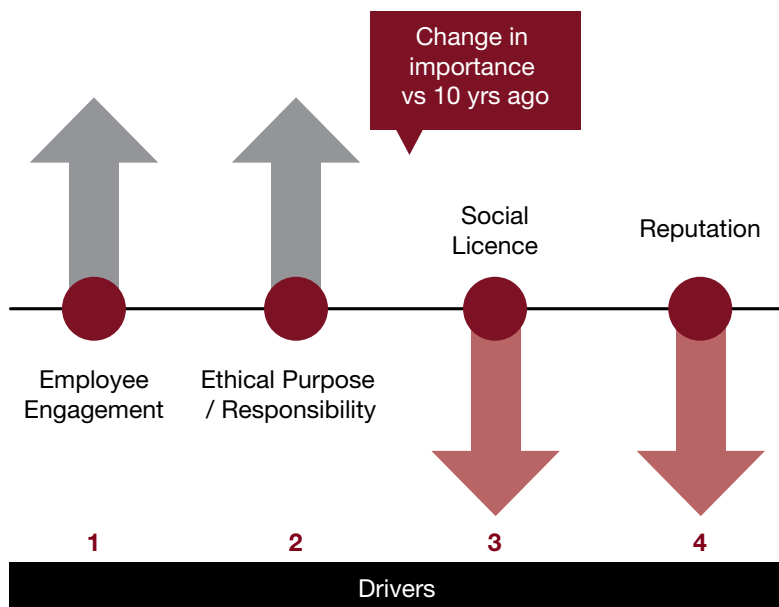 Change in
importance
vs 10 yrs ago
Social
Licence
Reputation
Employee
Engagement
Ethical Purpose
/ Responsibility
1
2
3
4
Drivers